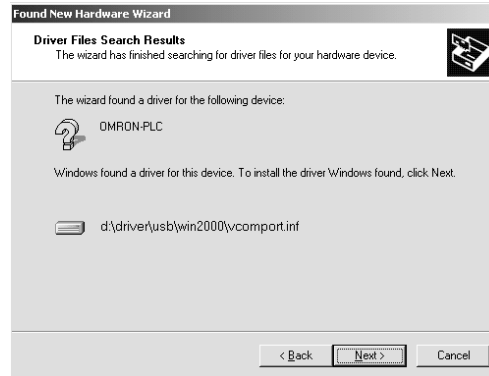 Found New Hardware Wizard
Driver Files Search Results
The wizard has finished searching for driver files for your hardware device.
The wizard found a driver for the following device:
OMRON-PLC
Windows found a driver for this device. To install the driver Windows found, click Next.
d:\driver\usb\win2000\vcomport.inf
< Back Next > Cancel